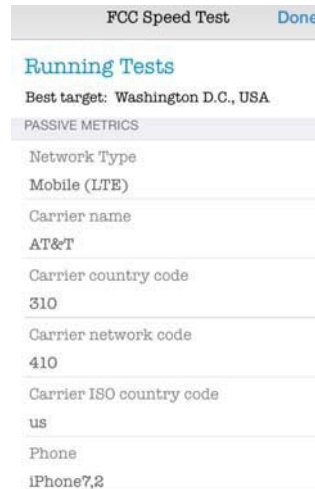 FCC Speed Test Done
Running Tests
Best target: Washington D.C., USA
PASSIVE METRICS
Network Type
Mobile (LTE)
Carrier name
AT&T
Carrier country code
310
Carrier network code
410
Carrier ISO country code
us
Phone
iPhone7,2